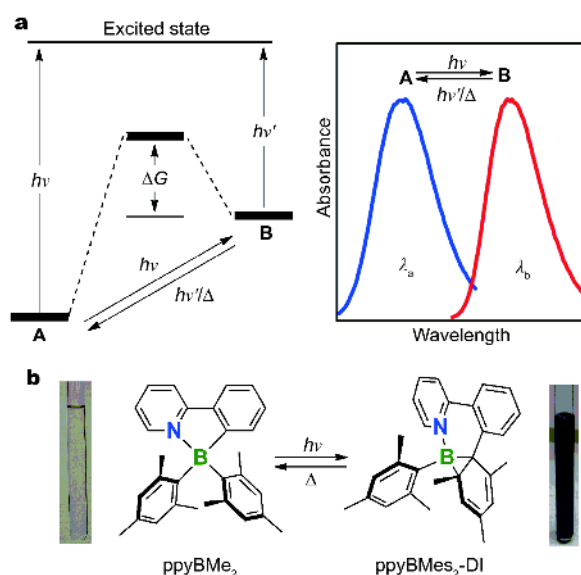 a
Excited state
hν
hν'
ΔG
B
hν
hν'/Δ
A
Absorbance
A
hν
B
hν'/Δ
λa
λb
Wavelength
b
N
B
hν
Δ
N
B
ppyBMe2
ppyBMes2-DI